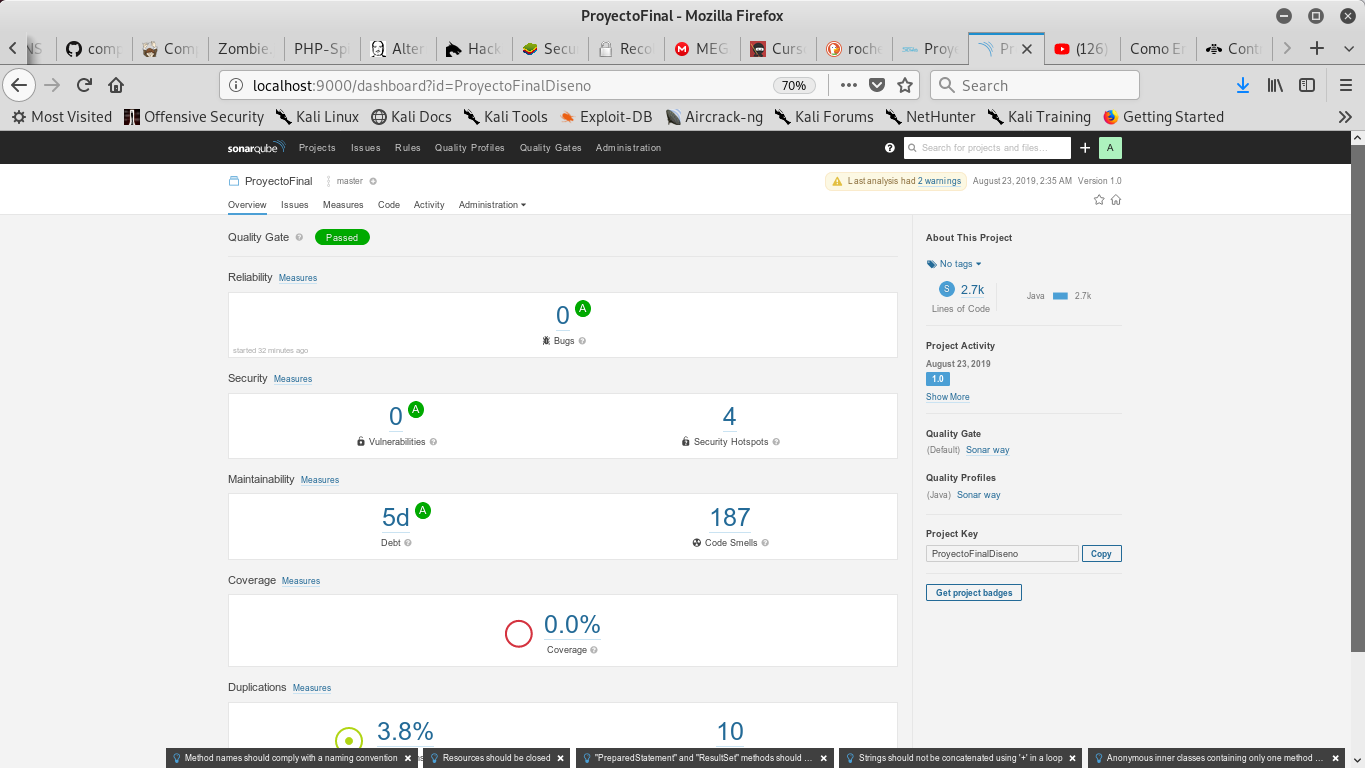 ProyectoFinal - Mozilla Firefox
NS
comp
Comp
Zombie.
PHP-Sp
Alter
Hack
Secu
Recor
MEG
Curs
roche
Proye
Pr
(126)
Como En
Cont
localhost:9000/dashboard?id=ProyectoFinalDiseno
70%
Search
Most Visited
Offensive Security
Kali Linux
Kali Docs
Kali Tools
Exploit-DB
Aircrack-ng
Kali Forums
NetHunter
Kali Training
Getting Started
sonarqube
Projects
Issues
Rules
Quality Profiles
Quality Gates
Administration
Search for projects and files...
A
ProyectoFinal
master
Last analysis had 2 warnings
August 23, 2019, 2:35 AM
Version 1.0
Overview
Issues
Measures
Code
Activity
Administration
Quality Gate
Passed
Reliability
Measures
0
A
Bugs
started 32 minutes ago
Security
Measures
0
A
Vulnerabilities
4
Security Hotspots
Maintainability
Measures
5d
A
Debt
187
Code Smells
Coverage
Measures
0.0%
Coverage
Duplications
Measures
3.8%
10
About This Project
No tags
S
2.7k
Lines of Code
Java
2.7k
Project Activity
August 23, 2019
1.0
Show More
Quality Gate
(Default) Sonar way
Quality Profiles
(Java) Sonar way
Project Key
ProyectoFinalDiseno
Copy
Get project badges
Method names should comply with a naming convention
Resources should be closed
"PreparedStatement" and "ResultSet" methods should ...
Strings should not be concatenated using '+' in a loop
Anonymous inner classes containing only one method ...